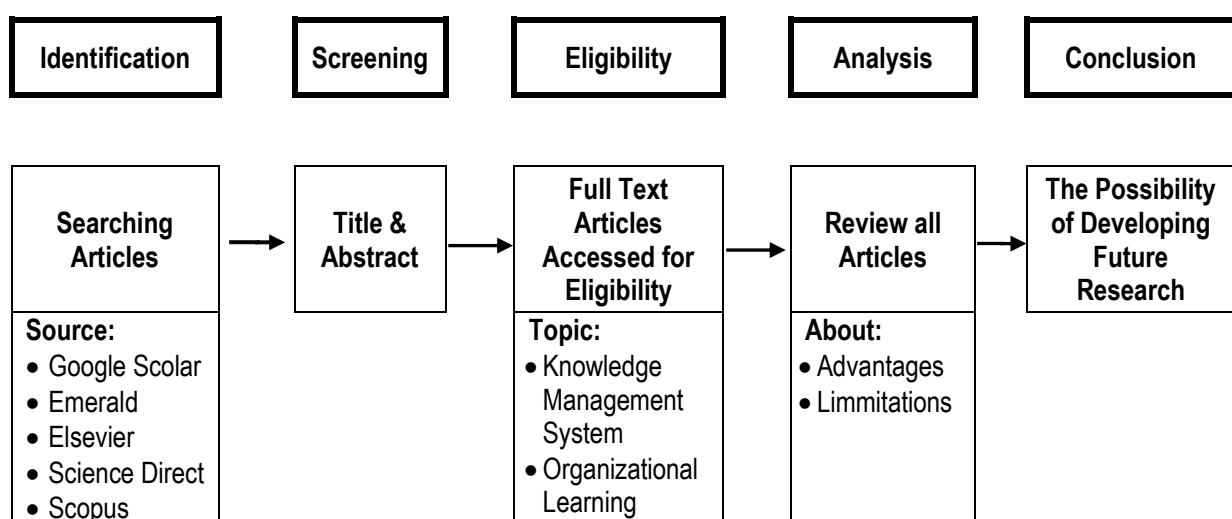 Identification
Screening
Eligibility
Analysis
Conclusion
Searching
Articles
Title &
Abstract
Full Text
Articles
Accessed for
Eligibility
Review all
Articles
The Possibility
of Developing
Future
Research
Source:
• Google Scolar
• Emerald
• Elsevier
• Science Direct
• Scopus
Topic:
• Knowledge
Management
System
• Organizational
Learning
About:
• Advantages
• Limmitations